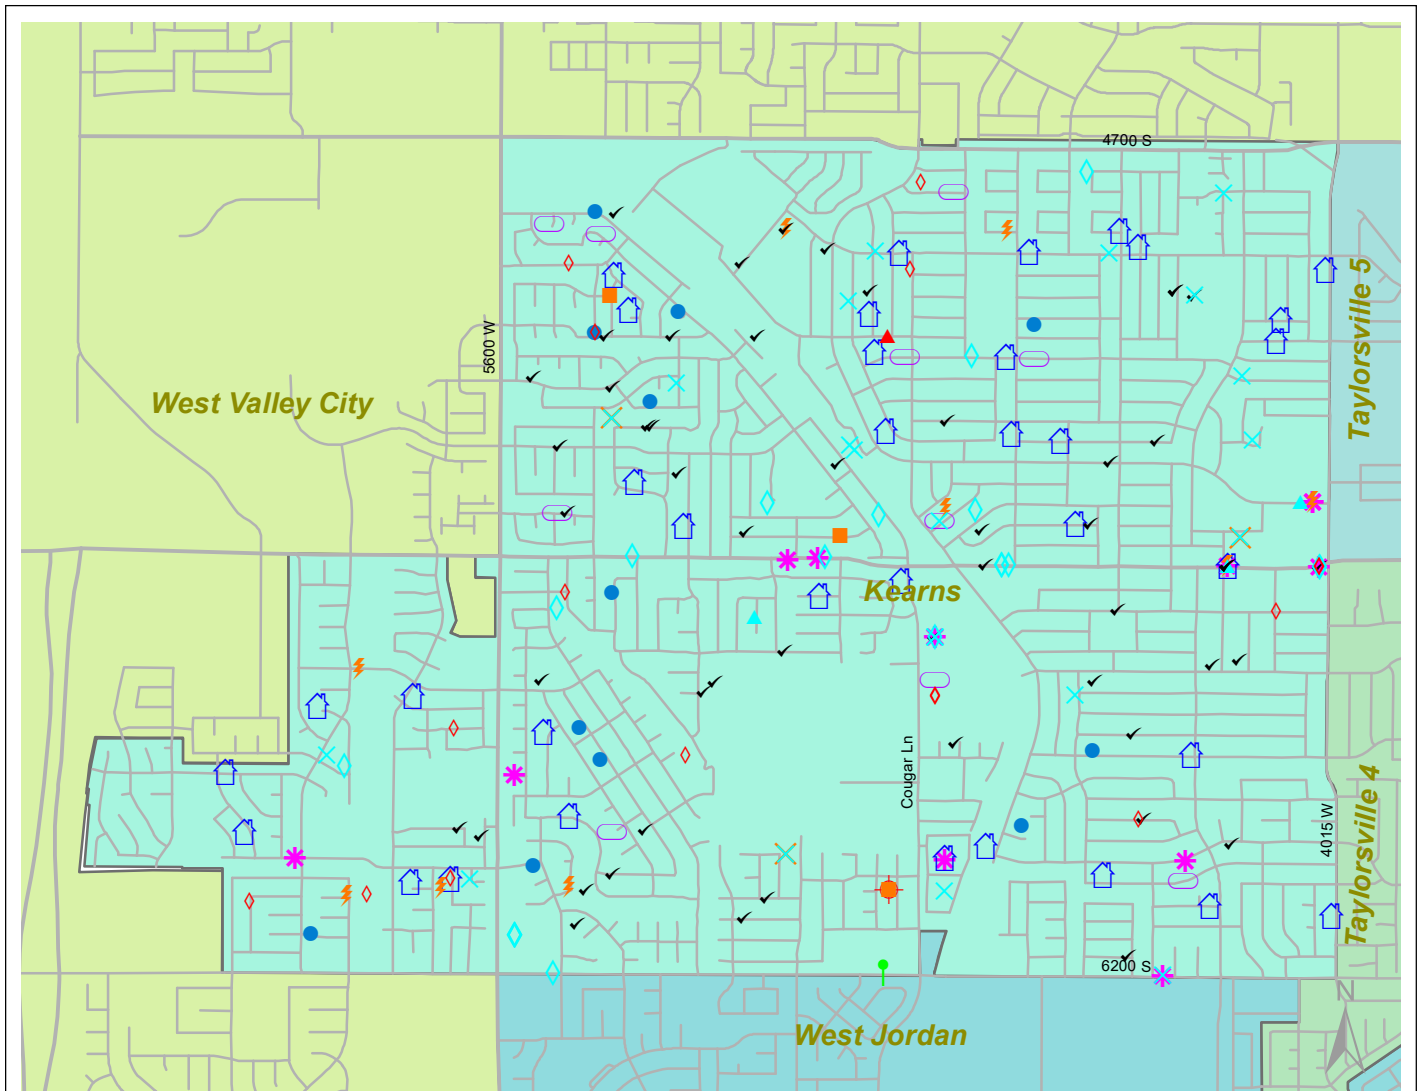 4700 S
Taylorsville 5
5600 W
West Valley City
Kearns
Cougar Ln
Taylorsville 4
4015 W
6200 S
N
West Jordan